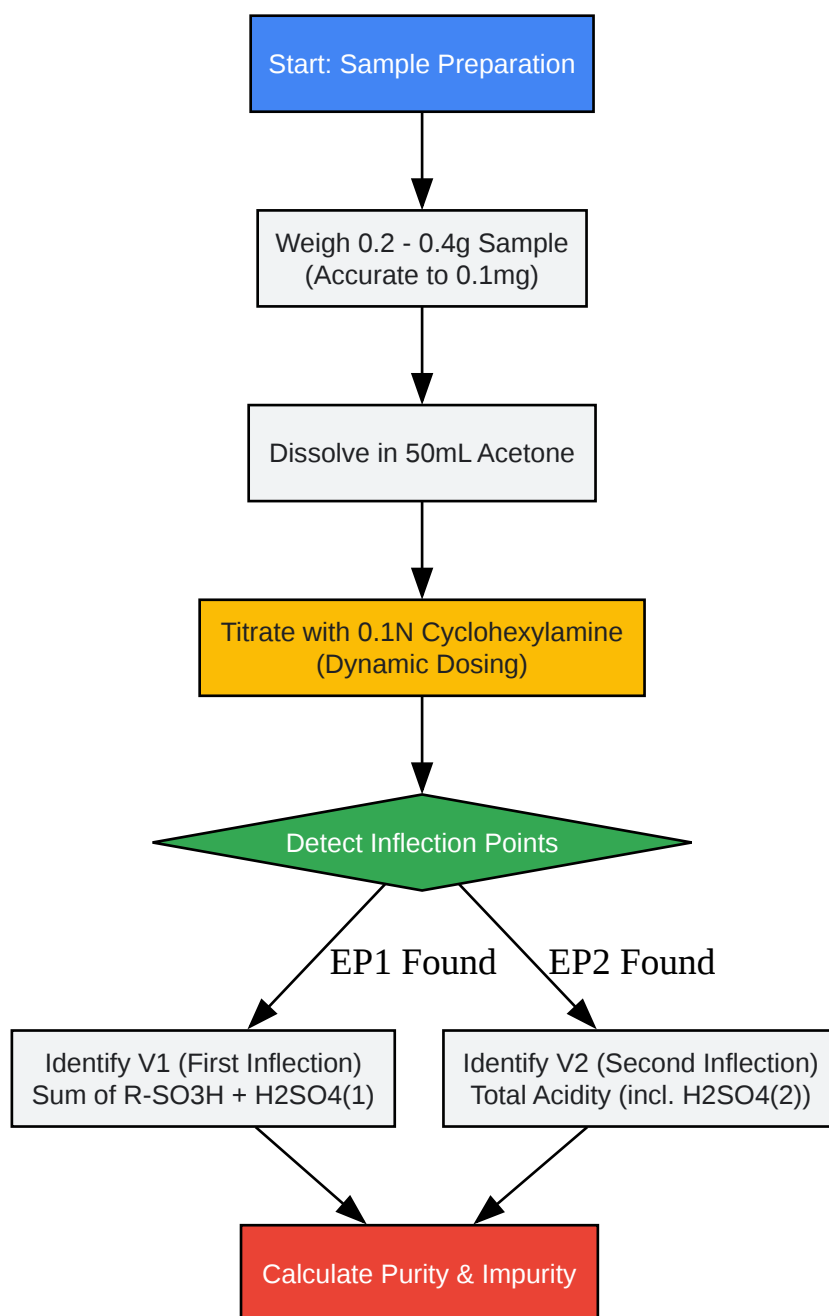 Start: Sample Preparation
Weigh 0.2 - 0.4g Sample
(Accurate to 0.1mg)
Dissolve in 50mL Acetone
Titrate with 0.1N Cyclohexylamine
(Dynamic Dosing)
Detect Inflection Points
EP1 Found
EP2 Found
Identify V1 (First Inflection)
Sum of R-SO3H + H2SO4(1)
Identify V2 (Second Inflection)
Total Acidity (incl. H2SO4(2))
Calculate Purity & Impurity